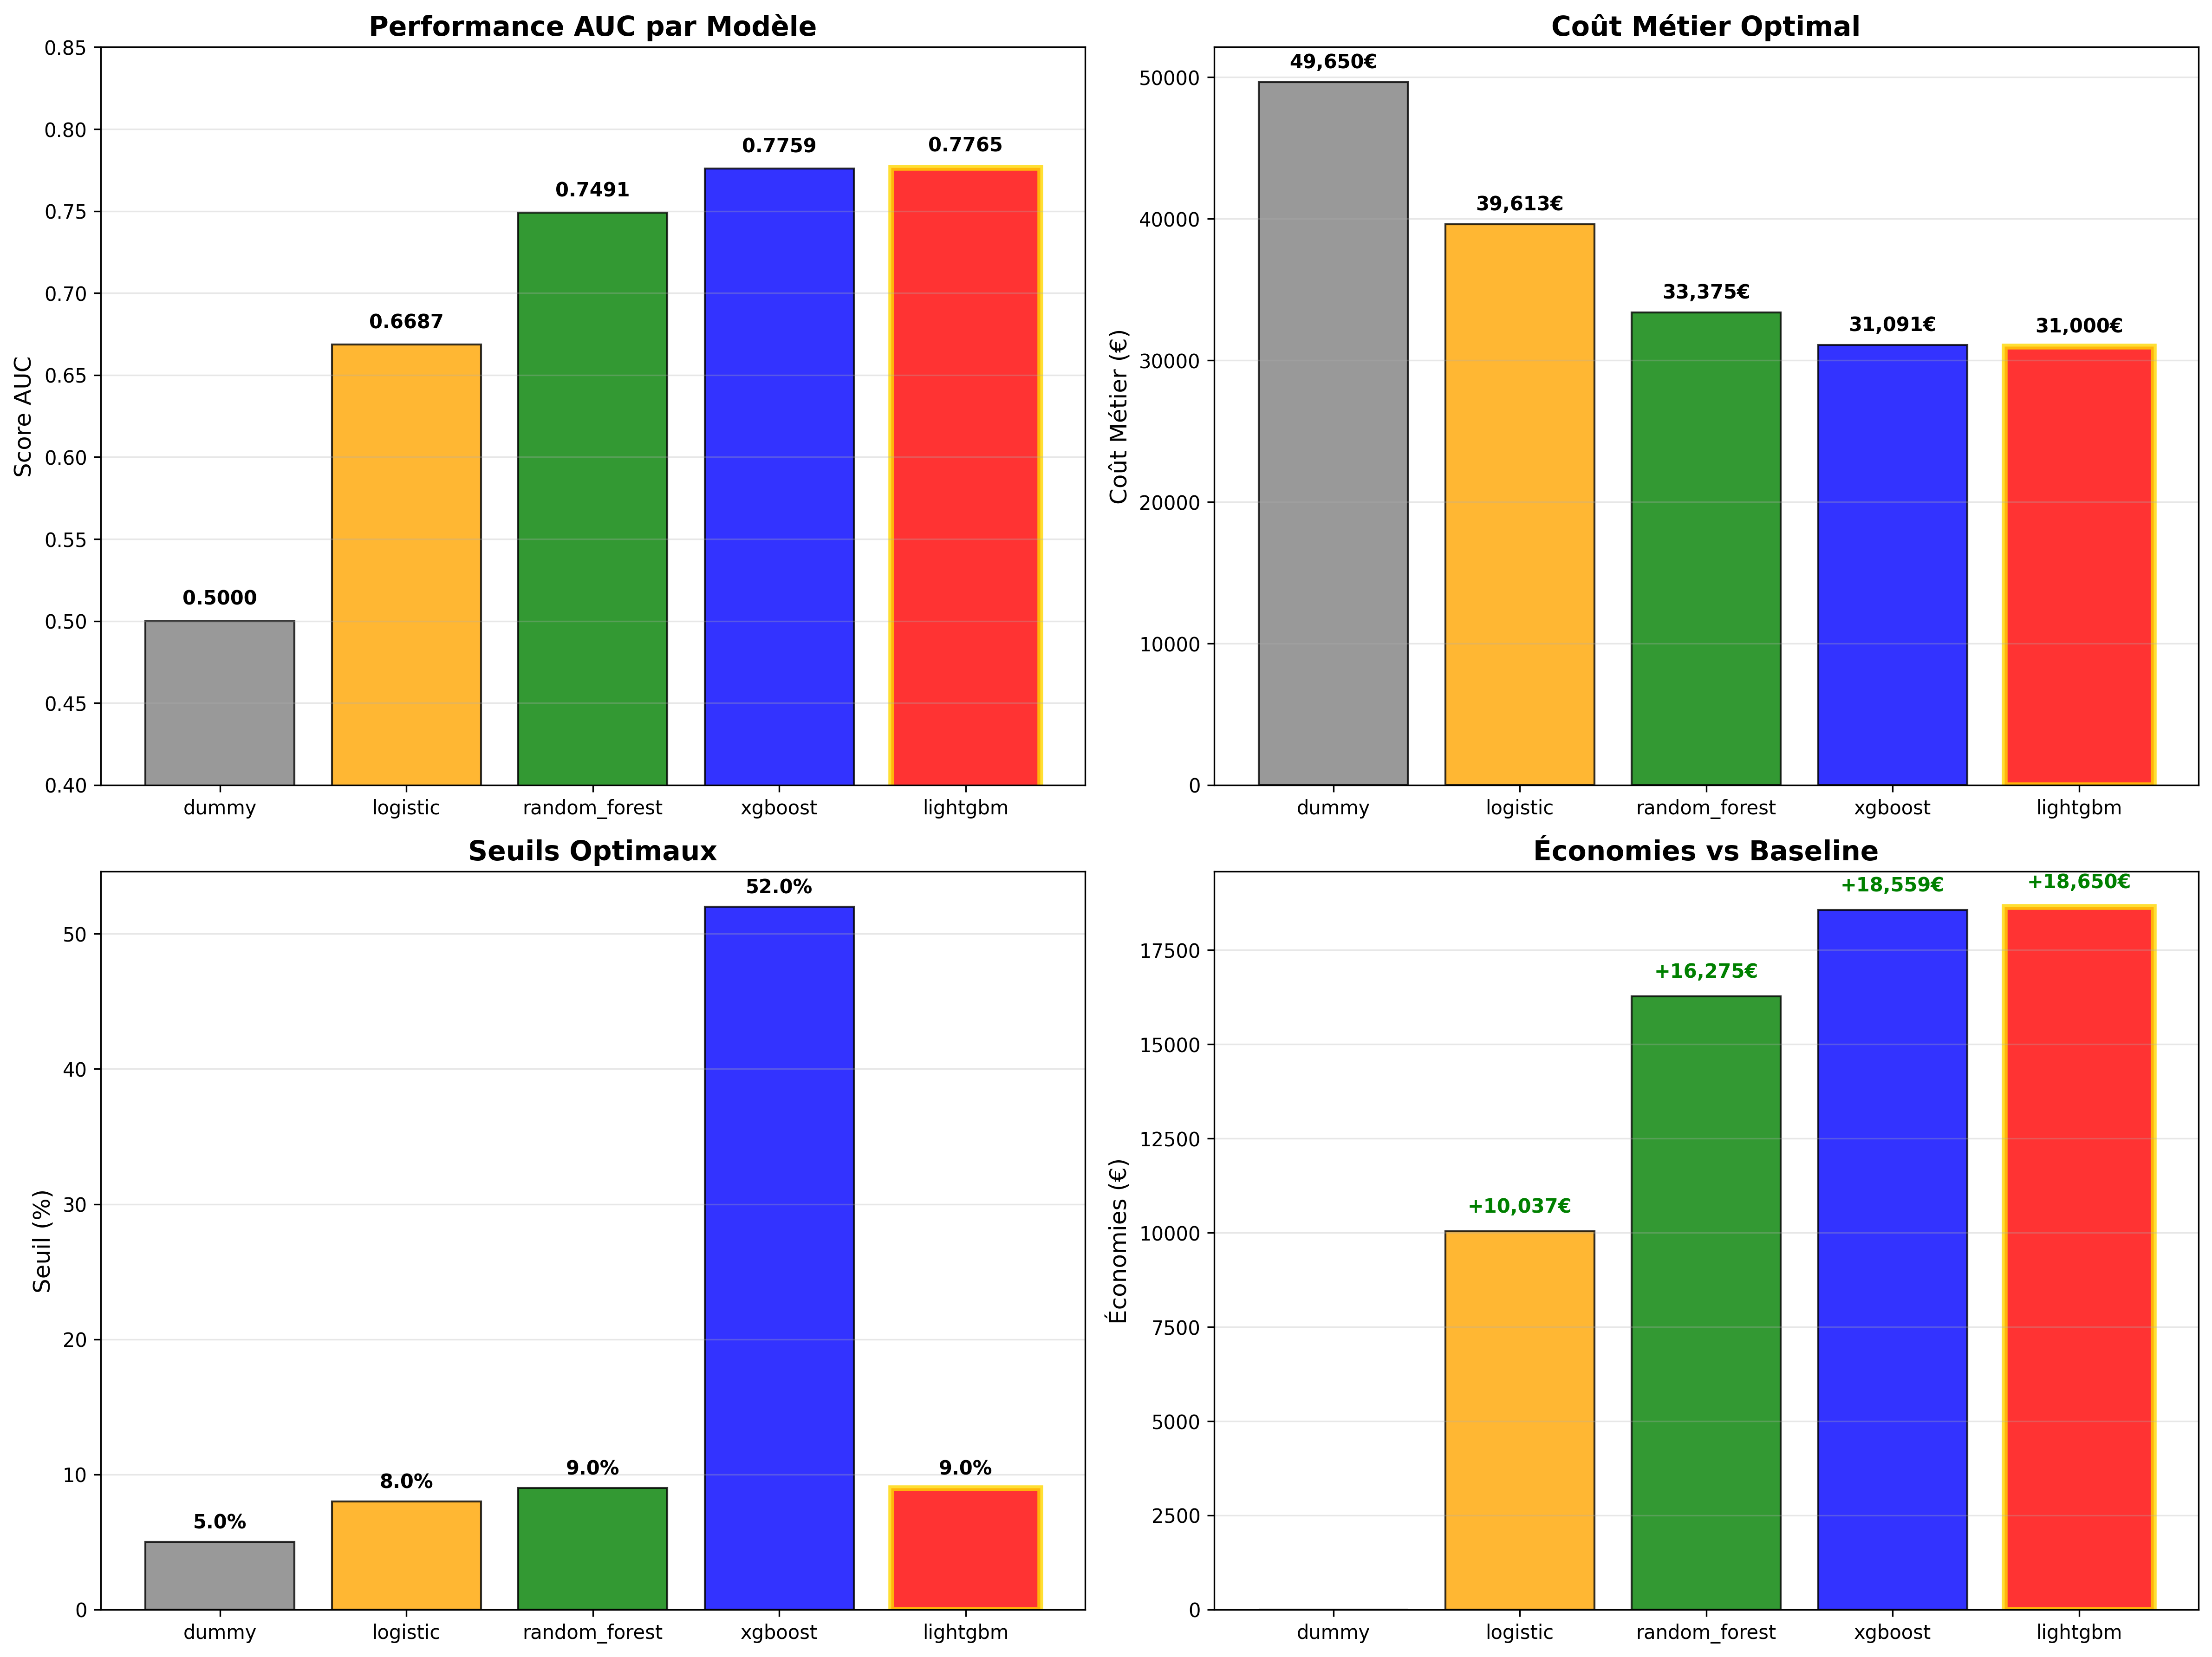 Performance AUC par Modèle
Score AUC
0.85
0.80
0.75
0.70
0.65
0.60
0.55
0.50
0.45
0.40
0.5000
0.6687
0.7491
0.7759
0.7765
dummy
logistic
random_forest
xgboost
lightgbm
Coût Métier Optimal
Coût Métier (€)
50000
40000
30000
20000
10000
0
49,650€
39,613€
33,375€
31,091€
31,000€
dummy
logistic
random_forest
xgboost
lightgbm
Seuils Optimaux
Seuil (%)
50
40
30
20
10
0
5.0%
8.0%
9.0%
52.0%
9.0%
dummy
logistic
random_forest
xgboost
lightgbm
Économies vs Baseline
Économies (€)
17500
15000
12500
10000
7500
5000
2500
0
+10,037€
+16,275€
+18,559€
+18,650€
dummy
logistic
random_forest
xgboost
lightgbm